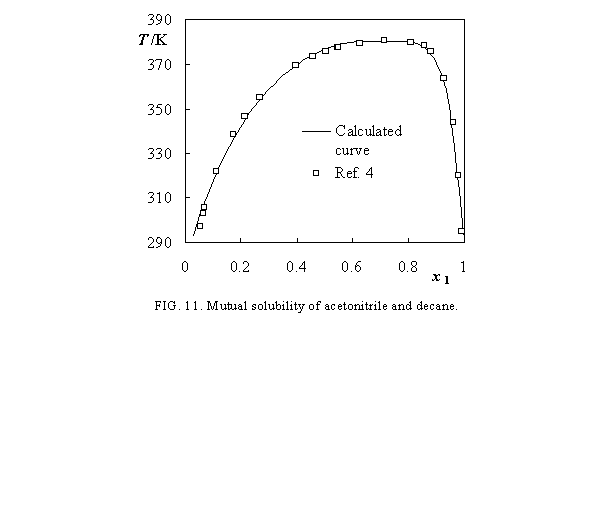 390
T/K
370
350
330
310
290
Calculated
curve
Ref. 4
0 0.2 0.4 0.6 0.8 1
x 1
FIG. 11. Mutual solubility of acetonitrile and decane.